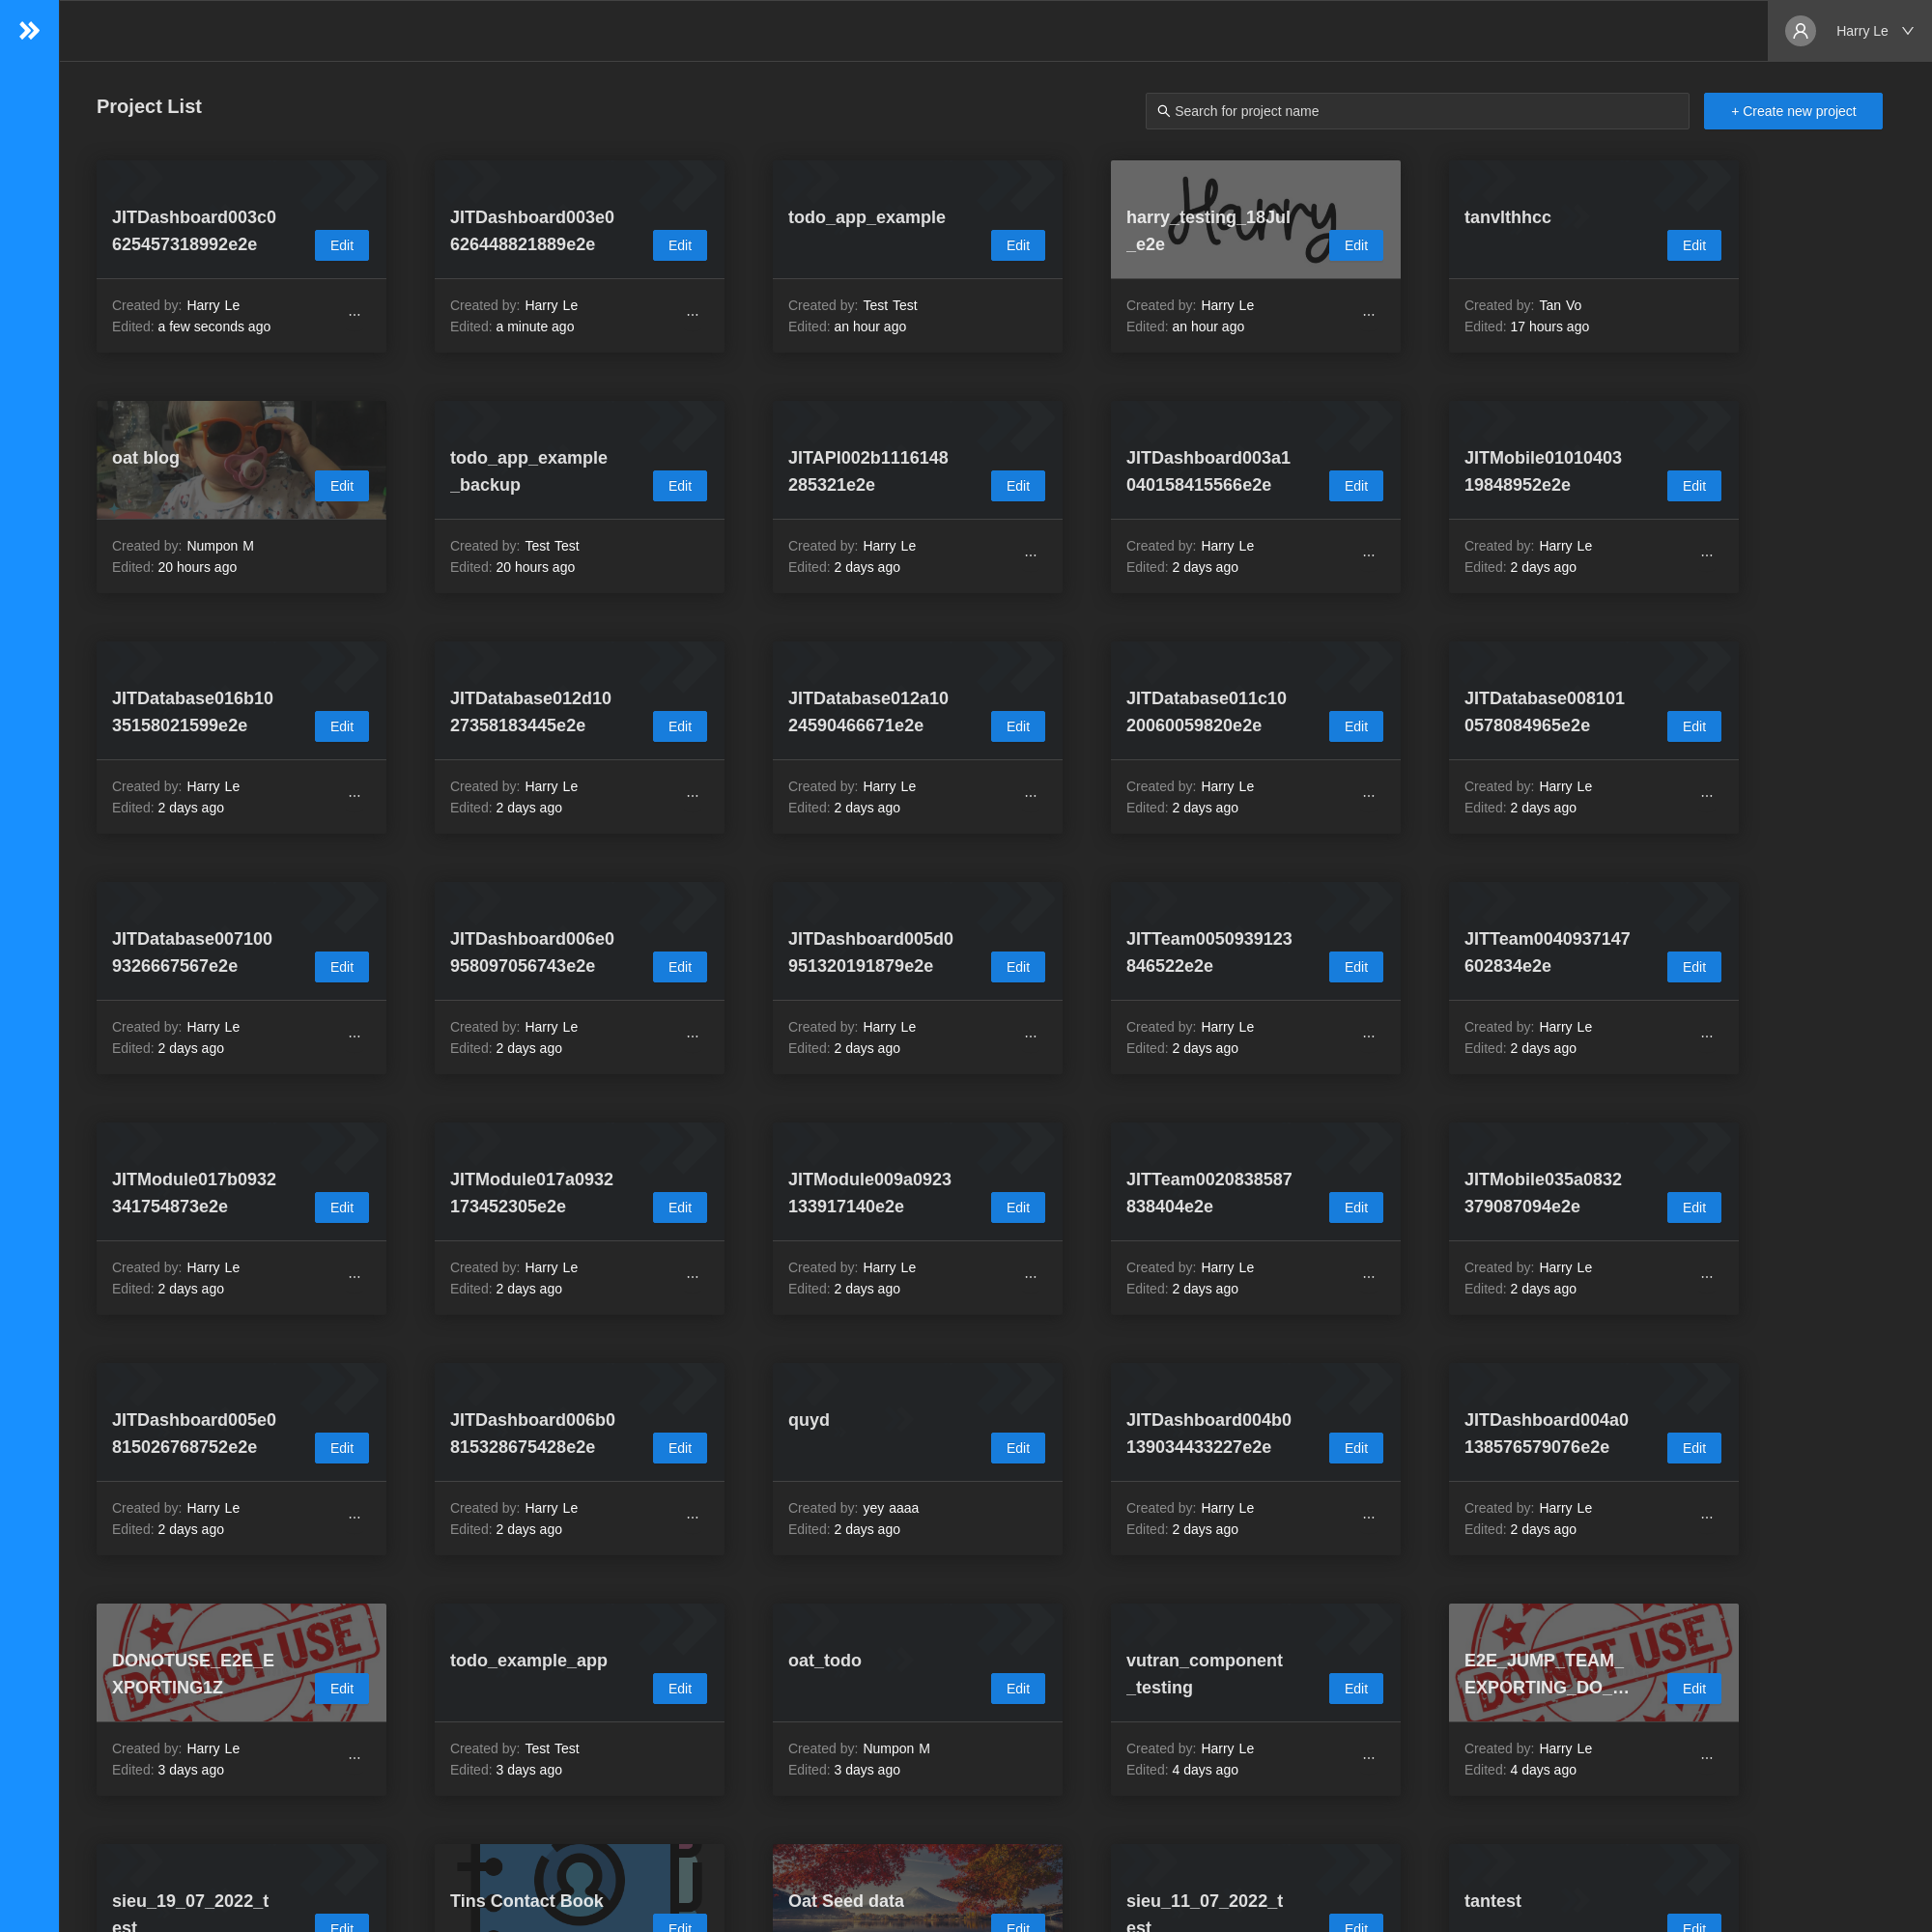 Harry Le
Project List
Search for project name
+ Create new project
JITDashboard003c0
625457318992e2e
Edit
Created by: Harry Le
Edited: a few seconds ago
...
JITDashboard003e0
626448821889e2e
Edit
Created by: Harry Le
Edited: a minute ago
...
todo_app_example
Edit
Created by: Test Test
Edited: an hour ago
Harry
harry_testing_18Jul
_e2e
Edit
Created by: Harry Le
Edited: an hour ago
...
tanvlthhcc
Edit
Created by: Tan Vo
Edited: 17 hours ago
oat blog
Edit
Created by: Numpon M
Edited: 20 hours ago
todo_app_example
_backup
Edit
Created by: Test Test
Edited: 20 hours ago
JITAPI002b1116148
285321e2e
Edit
Created by: Harry Le
Edited: 2 days ago
...
JITDashboard003a1
040158415566e2e
Edit
Created by: Harry Le
Edited: 2 days ago
...
JITMobile01010403
19848952e2e
Edit
Created by: Harry Le
Edited: 2 days ago
...
JITDatabase016b10
35158021599e2e
Edit
Created by: Harry Le
Edited: 2 days ago
...
JITDatabase012d10
27358183445e2e
Edit
Created by: Harry Le
Edited: 2 days ago
...
JITDatabase012a10
24590466671e2e
Edit
Created by: Harry Le
Edited: 2 days ago
...
JITDatabase011c10
20060059820e2e
Edit
Created by: Harry Le
Edited: 2 days ago
...
JITDatabase008101
0578084965e2e
Edit
Created by: Harry Le
Edited: 2 days ago
...
JITDatabase007100
9326667567e2e
Edit
Created by: Harry Le
Edited: 2 days ago
...
JITDashboard006e0
958097056743e2e
Edit
Created by: Harry Le
Edited: 2 days ago
...
JITDashboard005d0
951320191879e2e
Edit
Created by: Harry Le
Edited: 2 days ago
...
JITTeam0050939123
846522e2e
Edit
Created by: Harry Le
Edited: 2 days ago
...
JITTeam0040937147
602834e2e
Edit
Created by: Harry Le
Edited: 2 days ago
...
JITModule017b0932
341754873e2e
Edit
Created by: Harry Le
Edited: 2 days ago
...
JITModule017a0932
173452305e2e
Edit
Created by: Harry Le
Edited: 2 days ago
...
JITModule009a0923
133917140e2e
Edit
Created by: Harry Le
Edited: 2 days ago
...
JITTeam0020838587
838404e2e
Edit
Created by: Harry Le
Edited: 2 days ago
...
JITMobile035a0832
379087094e2e
Edit
Created by: Harry Le
Edited: 2 days ago
...
JITDashboard005e0
815026768752e2e
Edit
Created by: Harry Le
Edited: 2 days ago
...
JITDashboard006b0
815328675428e2e
Edit
Created by: Harry Le
Edited: 2 days ago
...
quyd
Edit
Created by: yey aaaa
Edited: 2 days ago
JITDashboard004b0
139034433227e2e
Edit
Created by: Harry Le
Edited: 2 days ago
...
JITDashboard004a0
138576579076e2e
Edit
Created by: Harry Le
Edited: 2 days ago
...
DO NOT USE
DONOTUSE_E2E_E
XPORTING1Z
Edit
Created by: Harry Le
Edited: 3 days ago
...
todo_example_app
Edit
Created by: Test Test
Edited: 3 days ago
oat_todo
Edit
Created by: Numpon M
Edited: 3 days ago
vutran_component
_testing
Edit
Created by: Harry Le
Edited: 4 days ago
...
DO NOT USE
E2E_JUMP_TEAM_
EXPORTING_DO_...
Edit
Created by: Harry Le
Edited: 4 days ago
...
sieu_19_07_2022_t
est
Edit
Tins Contact Book
Edit
Oat Seed data
Edit
sieu_11_07_2022_t
est
Edit
tantest
Edit